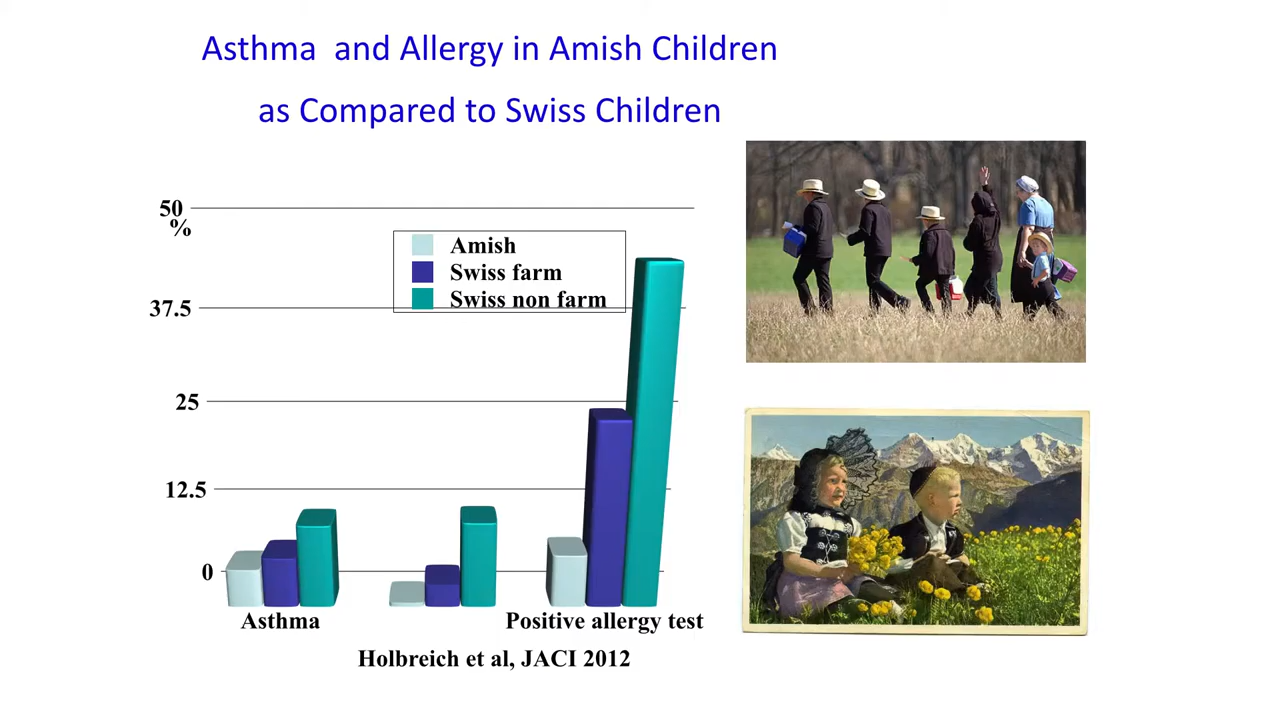 Asthma  and Allergy in Amish Children
as Compared to Swiss Children
50
%
Amish
Swiss farm
Swiss non farm
37.5
25
12.5
0
Asthma
Positive allergy test
Holbreich et al, JACI 2012